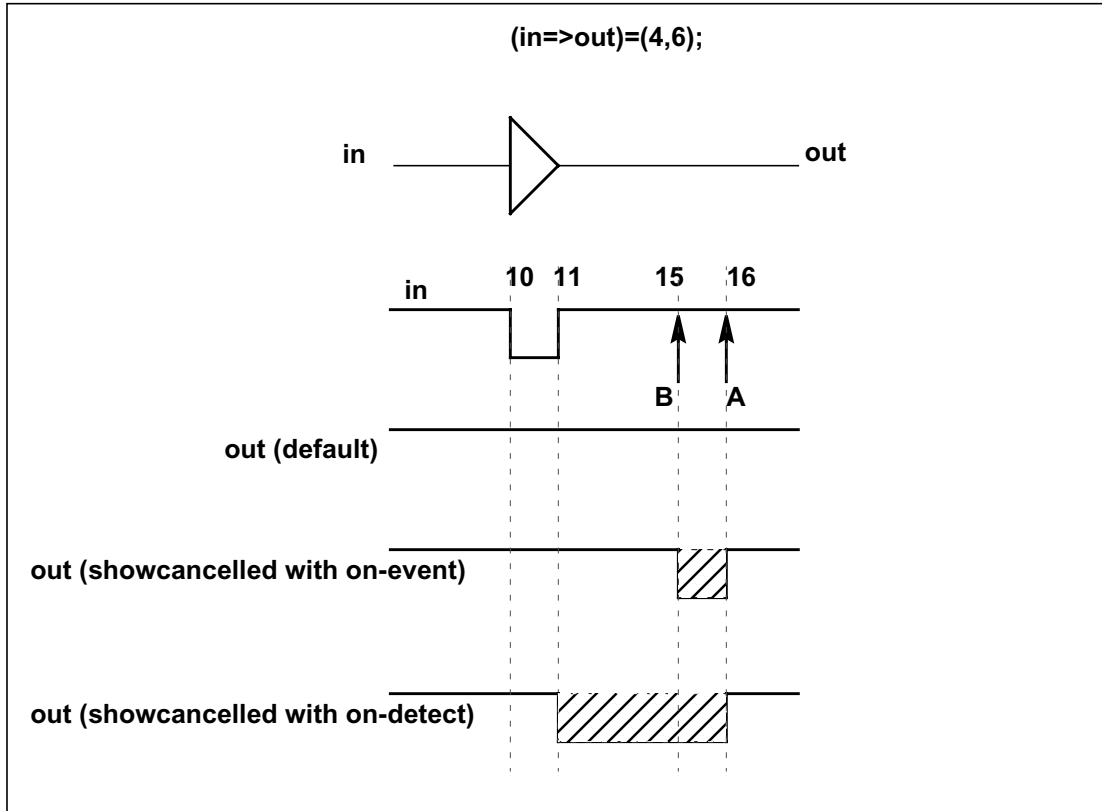 (in=>out)=(4,6);
in out
10 11 15 16
in
B A
out (default)
out (showcancelled with on-event)
out (showcancelled with on-detect)